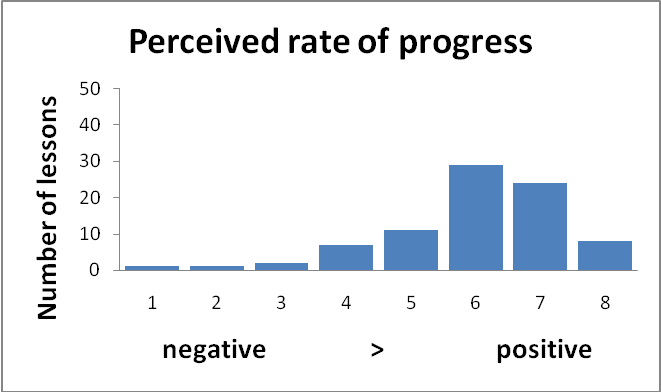 Perceived rate of progress
Number of lessons
50
40
30
20
10
0
1 2 3 4 5 6 7 8
negative > positive